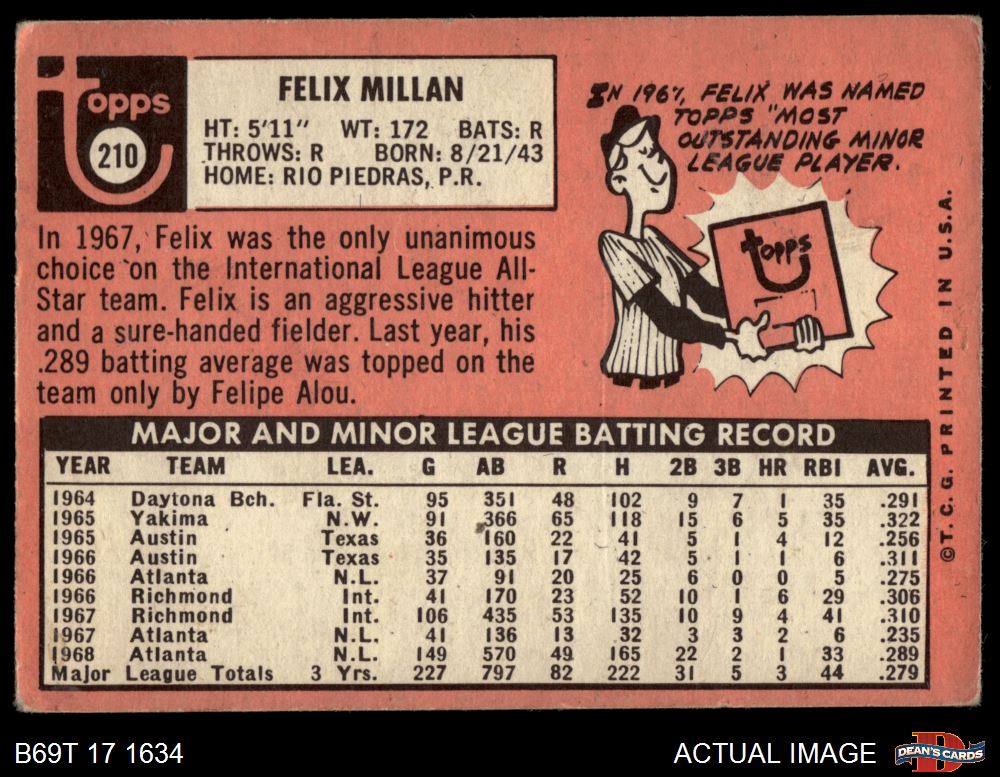 Topps
210
FELIX MILLAN
HT: 5'11" WT: 172 BATS: R
THROWS: R BORN: 8/21/43
HOME: RIO PIEDRAS, P.R.
In 1967, Felix was the only unanimous
choice on the International League All-
Star team. Felix is an aggressive hitter
and a sure-handed fielder. Last year, his
.289 batting average was topped on the
team only by Felipe Alou.
IN 1967, FELIX WAS NAMED
TOPPS "MOST
OUTSTANDING MINOR
LEAGUE PLAYER.
Topps
MAJOR AND MINOR LEAGUE BATTING RECORD
YEAR TEAM LEA. G AB R H 2B 3B HR RBI AVG.
1964 Daytona Bch. Fla. St. 95 351 48 102 9 7 1 35 .291
1965 Yakima N.W. 91 366 65 118 15 6 5 35 .322
1965 Austin Texas 36 160 22 41 5 1 4 12 .256
1966 Austin Texas 35 135 17 42 5 1 1 6 .311
1966 Atlanta N.L. 37 91 20 25 6 0 0 5 .275
1966 Richmond Int. 41 170 23 52 10 1 6 29 .306
1967 Richmond Int. 106 435 53 135 10 9 4 41 .310
1967 Atlanta N.L. 41 136 13 32 3 3 2 6 .235
1968 Atlanta N.L. 149 570 49 165 22 2 1 33 .289
Major League Totals 3 Yrs. 227 797 82 222 31 5 3 44 .279
©T.C.G. PRINTED IN U.S.A.
B69T 17 1634
ACTUAL IMAGE
D
DEAN'S CARDS